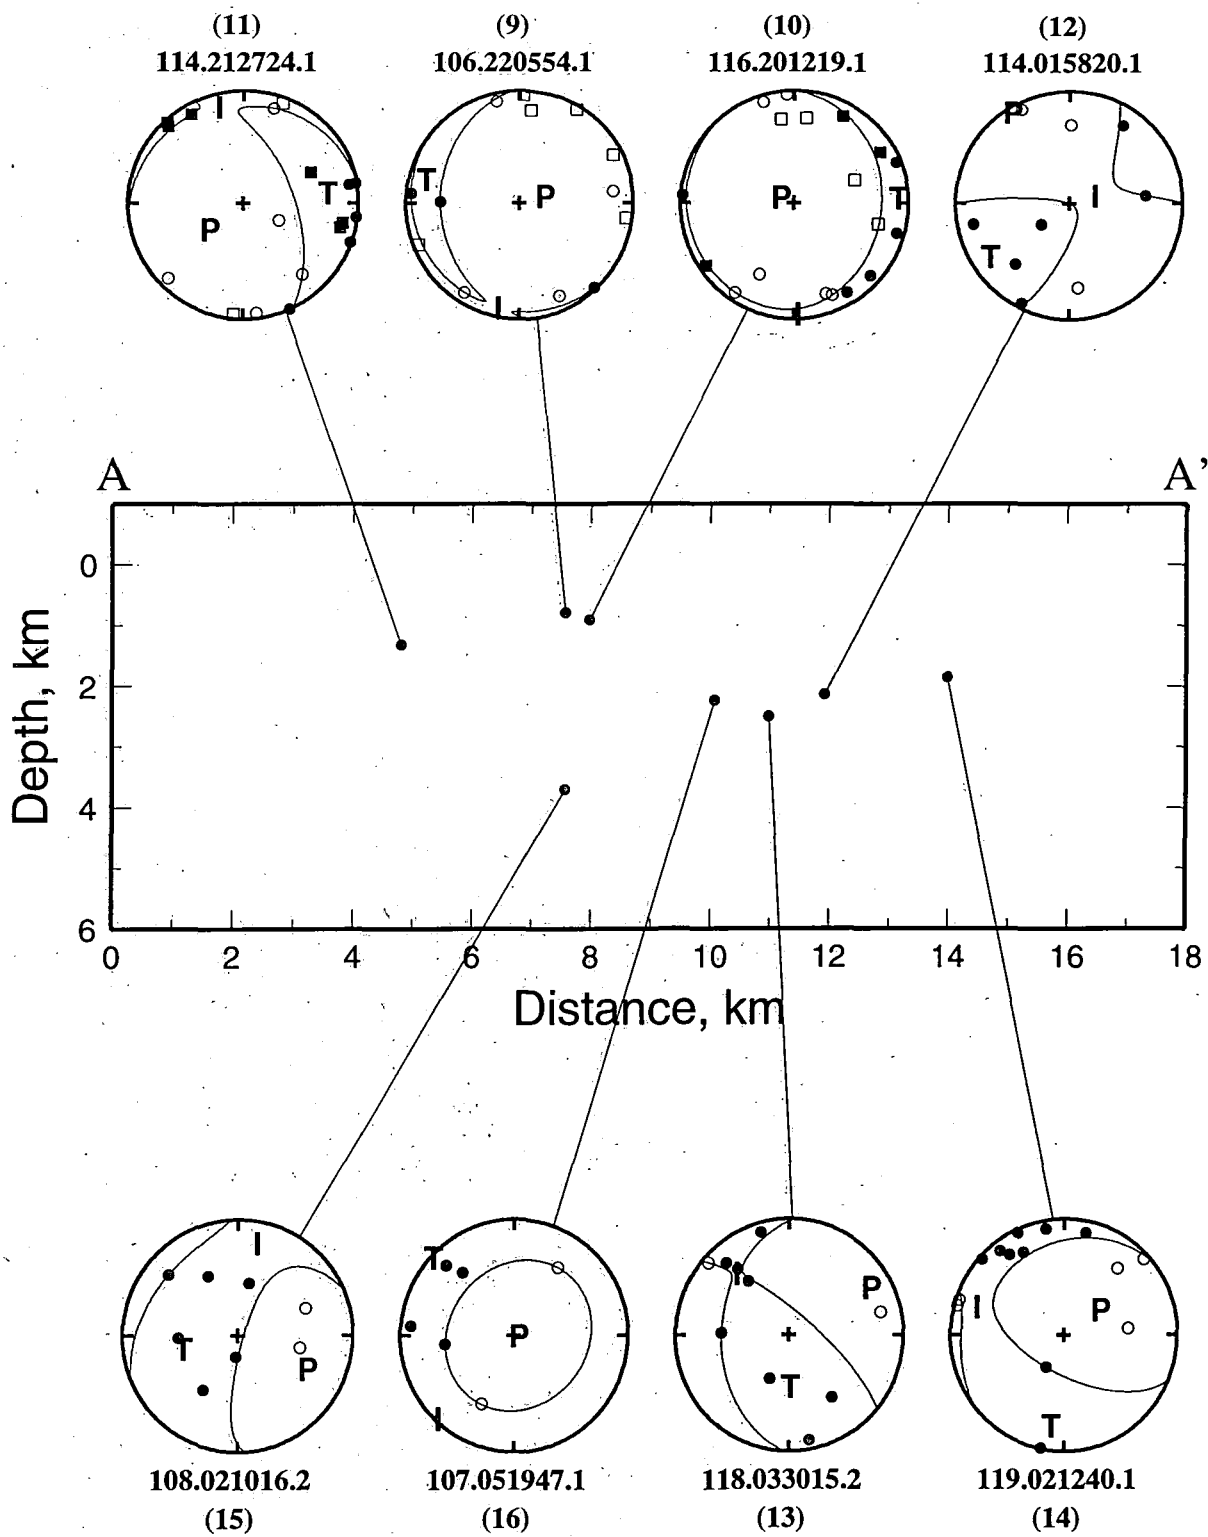 (11) (9) (10) (12)
114.212724.1 106.220554.1 116.201219.1 114.015820.1
I P
T T P P T I
P T
I I
A A’
0
2
4
6
Depth, km
0 2 4 6 8 10 12 14 16 18
Distance, km
I T I P I P
T P P T T
I
108.021016.2 107.051947.1 118.033015.2 119.021240.1
(15) (16) (13) (14)